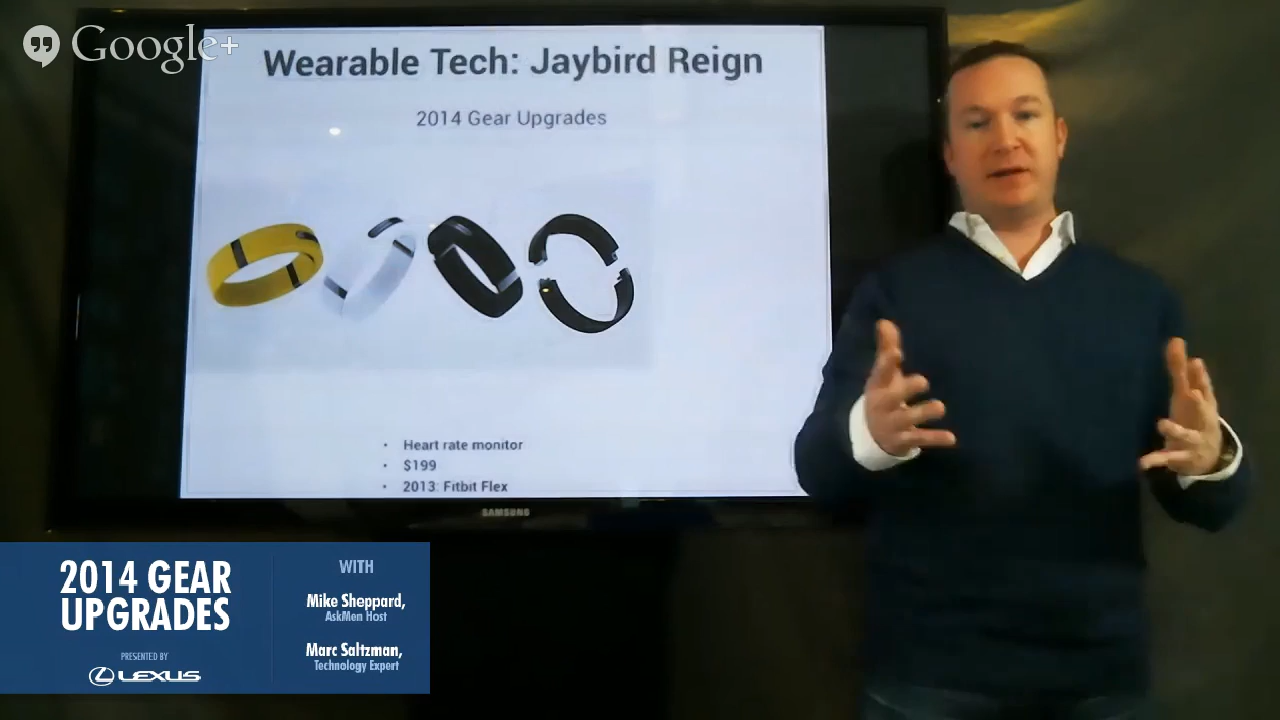 Google+
Wearable Tech: Jaybird Reign
2014 Gear Upgrades
• Heart rate monitor
• $199
• 2013: Fitbit Flex
SAMSUNG
2014 GEAR
UPGRADES
PRESENTED BY
LEXUS
WITH
Mike Sheppard,
AskMen Host
Marc Saltzman,
Technology Expert